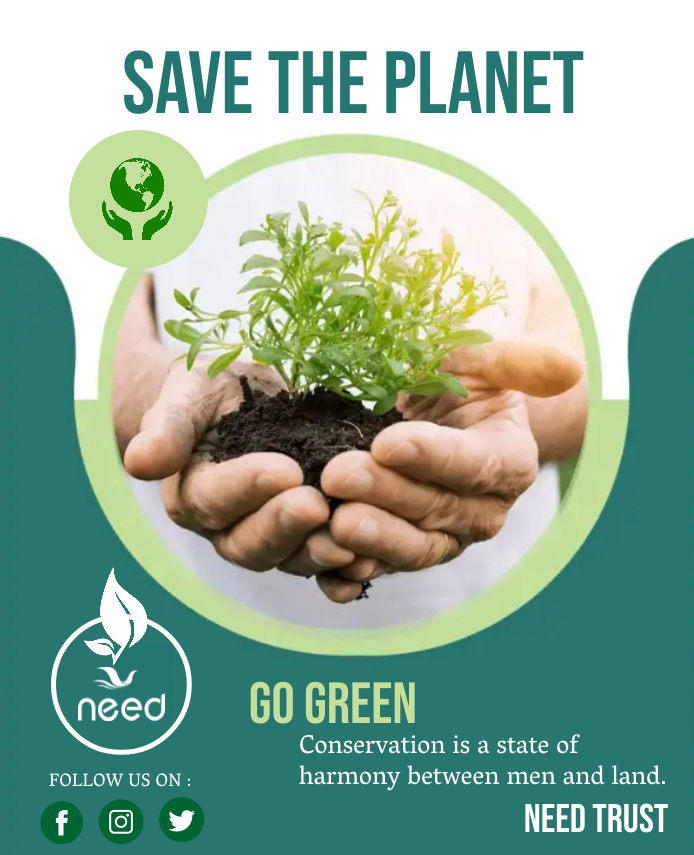 SAVE THE PLANET
need
GO GREEN
Conservation is a state of
harmony between men and land.
NEED TRUST
FOLLOW US ON :